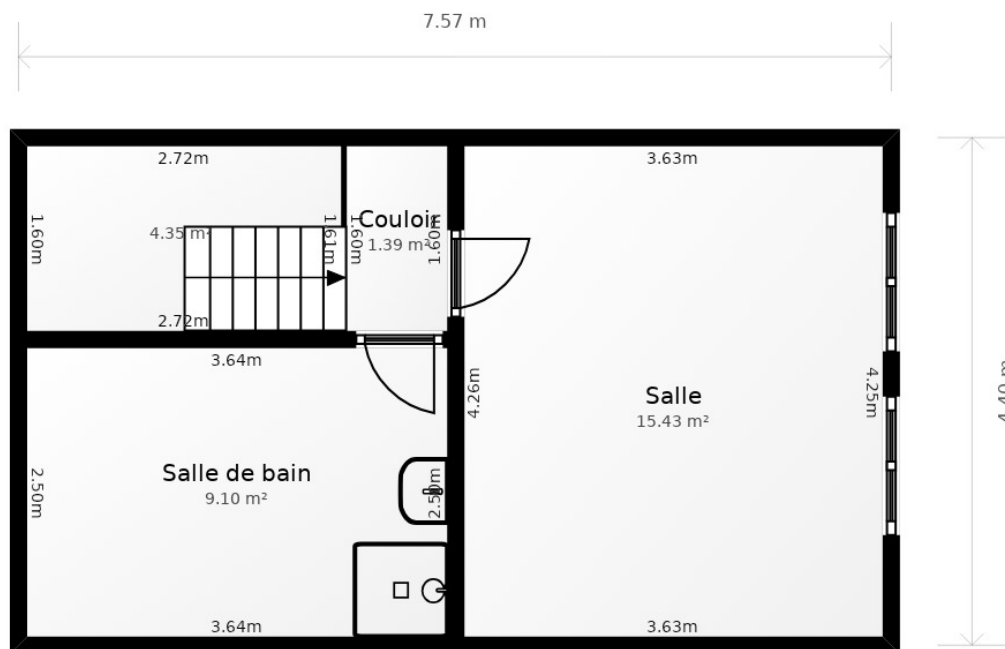 7.57 m
2.72m
3.63m
1.60m
4.35 m²
1.61m
1.60m
Couloir
1.39 m²
1.60m
2.72m
3.64m
4.26m
Salle
15.43 m²
4.25m
4.40 m
Salle de bain
9.10 m²
2.50m
2.50m
3.64m
3.63m